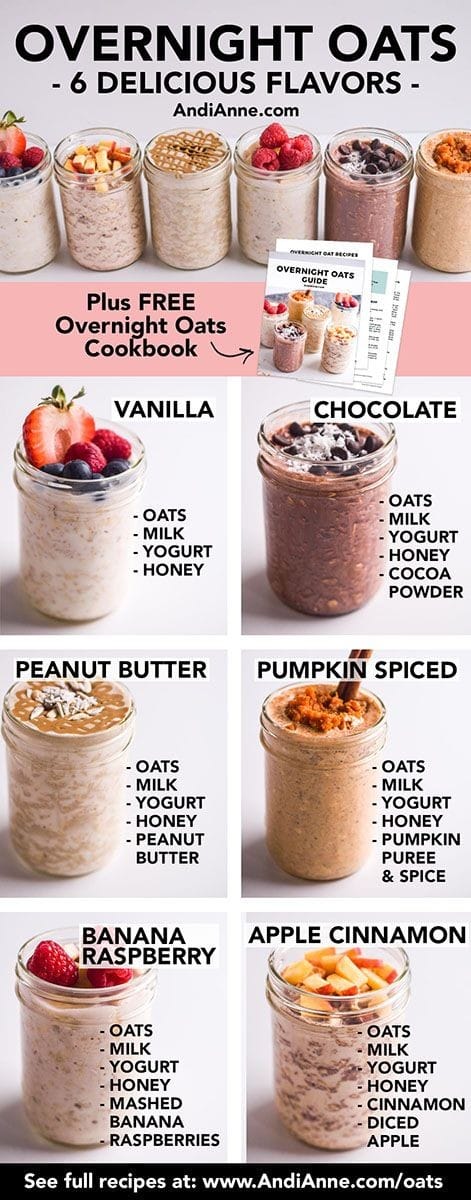 OVERNIGHT OATS
- 6 DELICIOUS FLAVORS -
AndiAnne.com
OVERNIGHT OAT RECIPES
OVERNIGHT OATS
GUIDE
Plus FREE
Overnight Oats
Cookbook
VANILLA
- OATS
- MILK
- YOGURT
- HONEY
CHOCOLATE
- OATS
- MILK
- YOGURT
- HONEY
- COCOA
POWDER
PEANUT BUTTER
- OATS
- MILK
- YOGURT
- HONEY
- PEANUT
BUTTER
PUMPKIN SPICED
- OATS
- MILK
- YOGURT
- HONEY
- PUMPKIN
PUREE
& SPICE
BANANA
RASPBERRY
- OATS
- MILK
- YOGURT
- HONEY
- MASHED
BANANA
- RASPBERRIES
APPLE CINNAMON
- OATS
- MILK
- YOGURT
- HONEY
- CINNAMON
- DICED
APPLE
See full recipes at: www.AndiAnne.com/oats